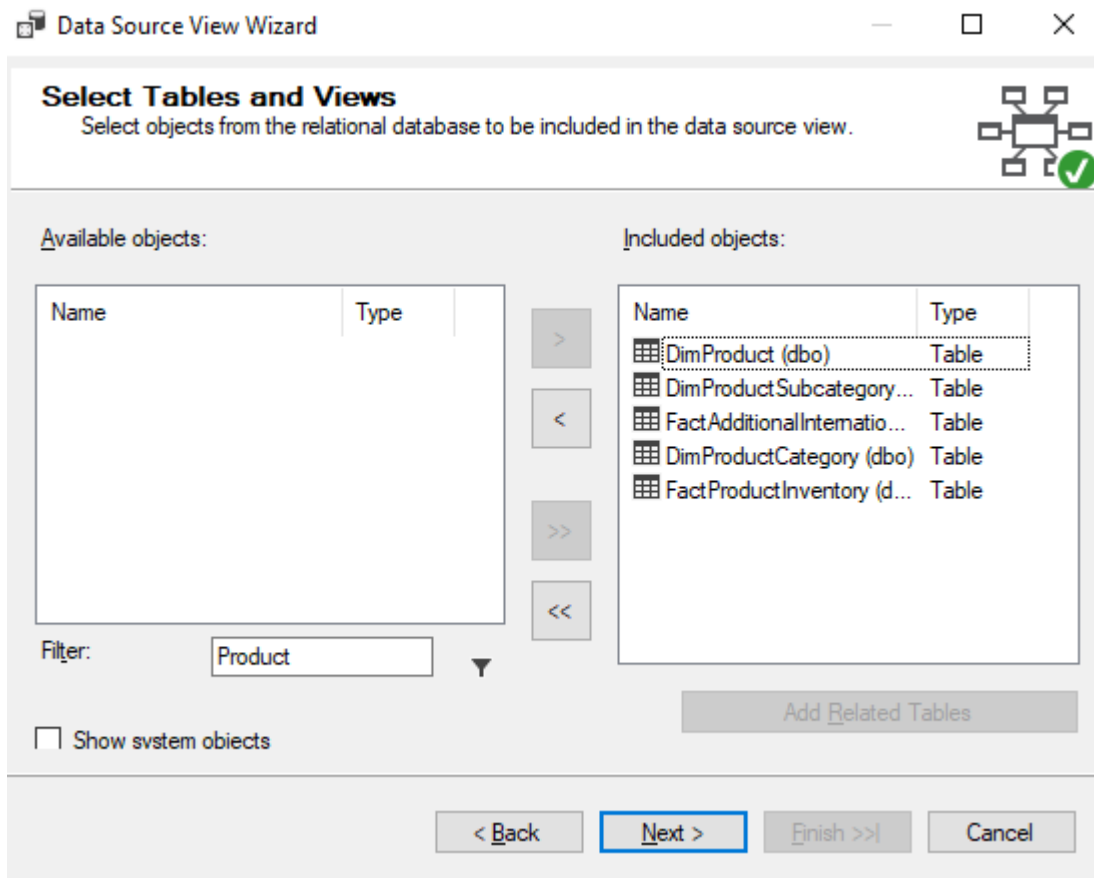 Data Source View Wizard
Select Tables and Views
Select objects from the relational database to be included in the data source view.
Available objects:
Included objects:
Name Type
Name Type
DimProduct (dbo) Table
DimProductSubcategory... Table
FactAdditionalInternatio... Table
DimProductCategory (dbo) Table
FactProductInventory (d... Table
>
<
>>
<<
Filter: Product
Add Related Tables
Show system objects
< Back Next > Finish >>| Cancel